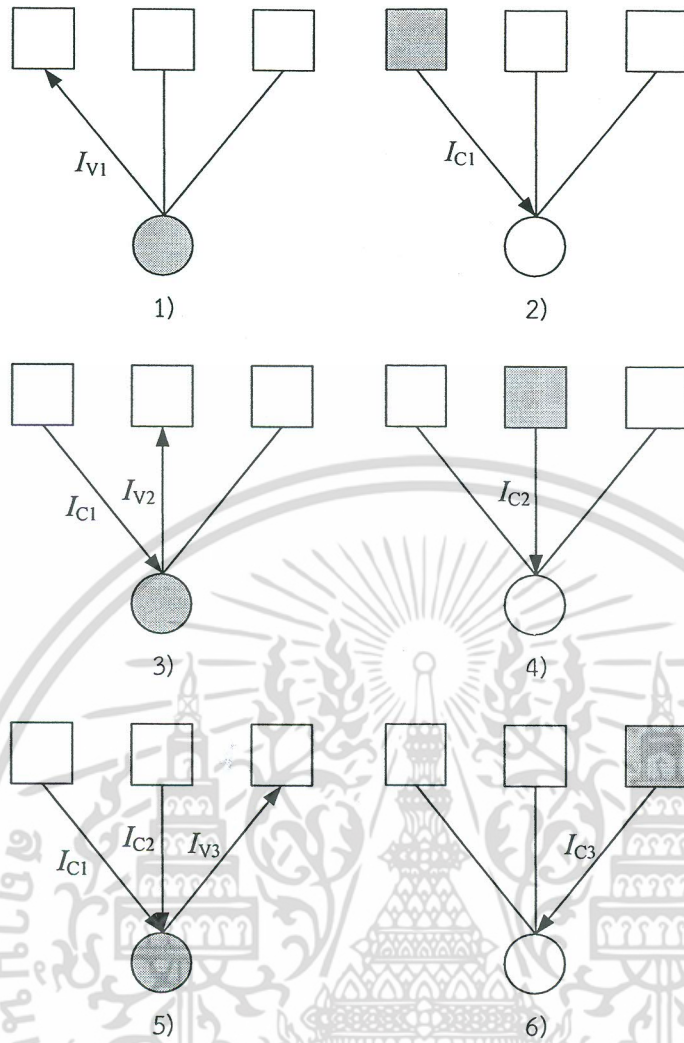 I_V1
I_C1
1)
2)
I_C1
I_V2
I_C2
3)
4)
I_C1
I_C2
I_V3
I_C3
5)
6)